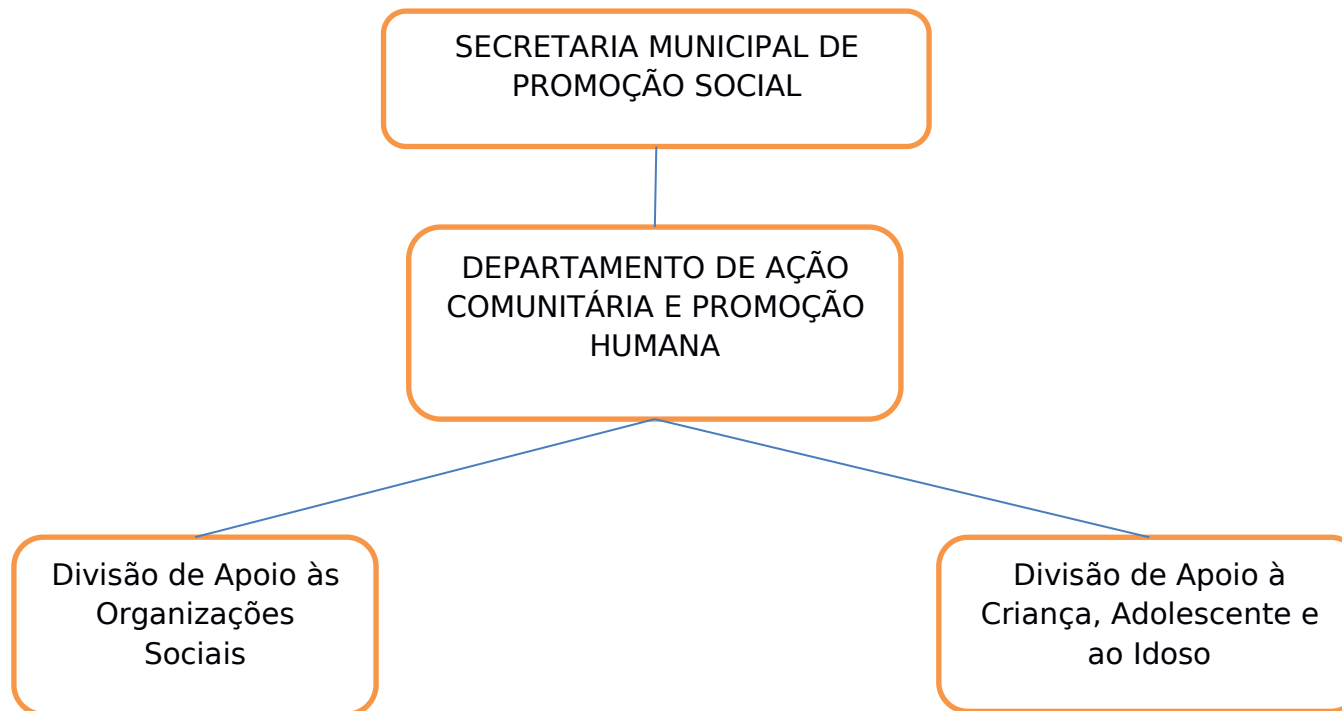 SECRETARIA MUNICIPAL DE
PROMOÇÃO SOCIAL
DEPARTAMENTO DE AÇÃO
COMUNITÁRIA E PROMOÇÃO
HUMANA
Divisão de Apoio às
Organizações
Sociais
Divisão de Apoio à
Criança, Adolescente e
ao Idoso